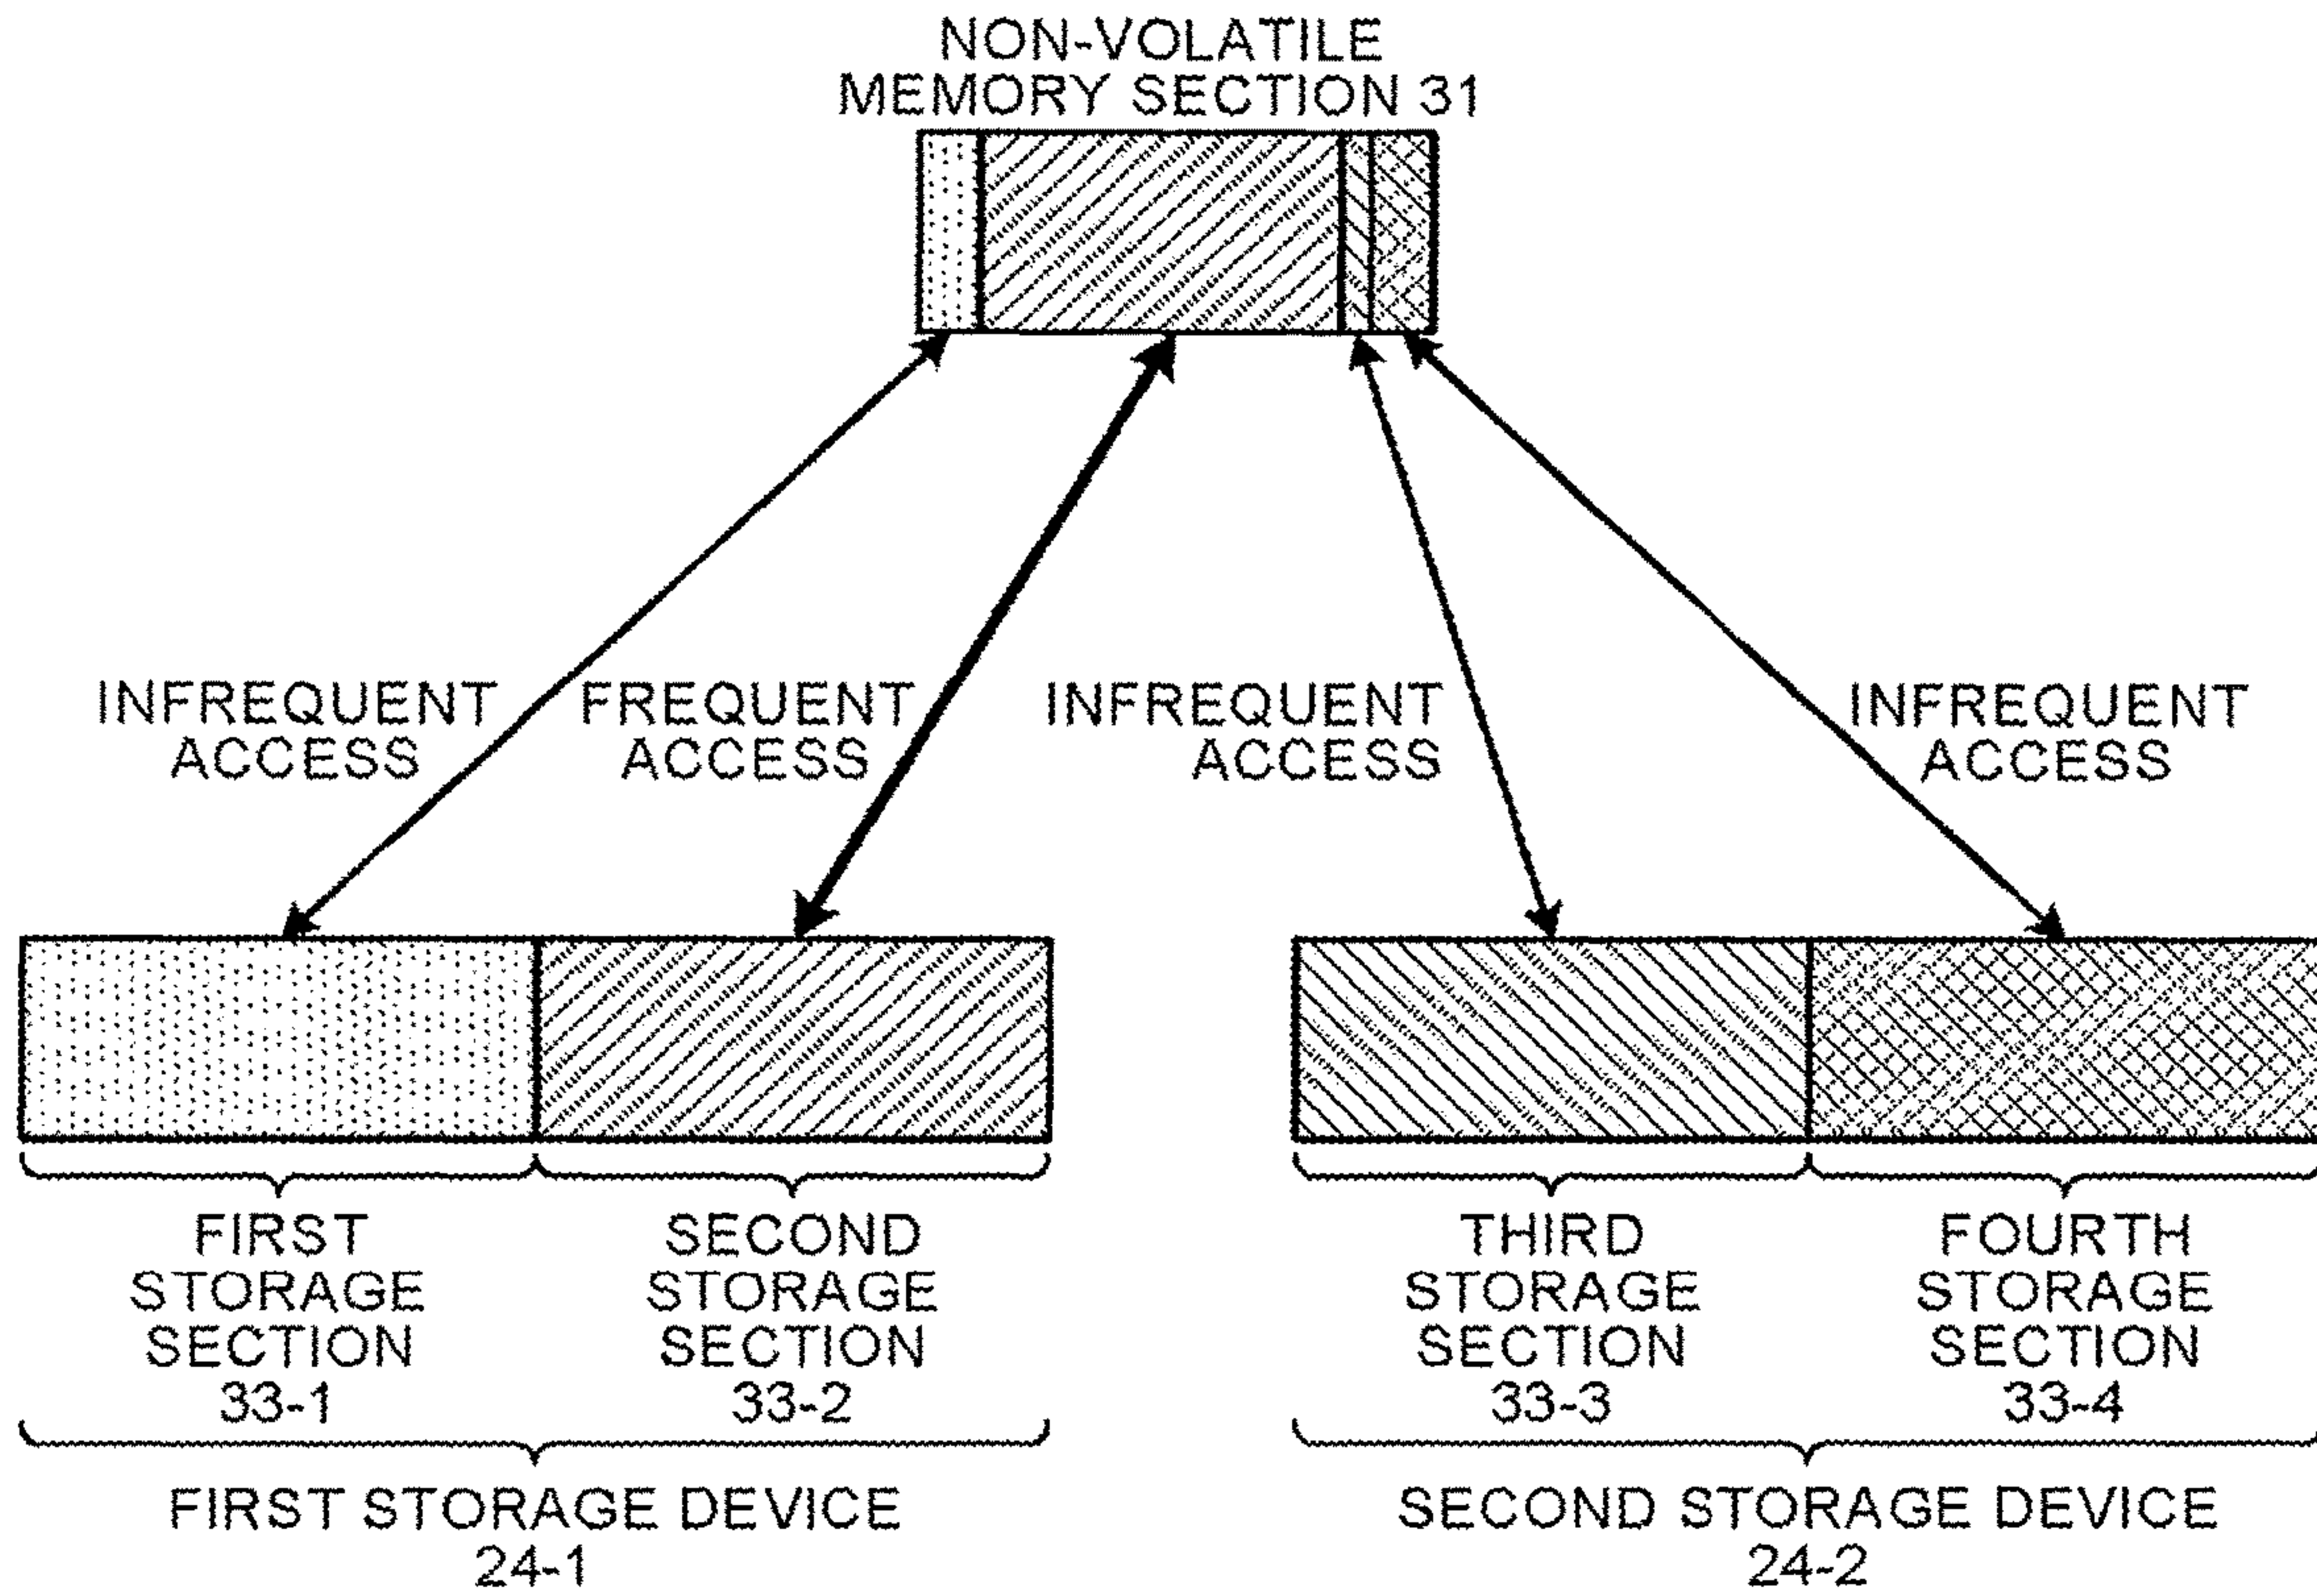 NON-VOLATILE
MEMORY SECTION 31
INFREQUENT
ACCESS
FREQUENT
ACCESS
INFREQUENT
ACCESS
INFREQUENT
ACCESS
FIRST
STORAGE
SECTION
33-1
SECOND
STORAGE
SECTION
33-2
THIRD
STORAGE
SECTION
33-3
FOURTH
STORAGE
SECTION
33-4
FIRST STORAGE DEVICE
24-1
SECOND STORAGE DEVICE
24-2